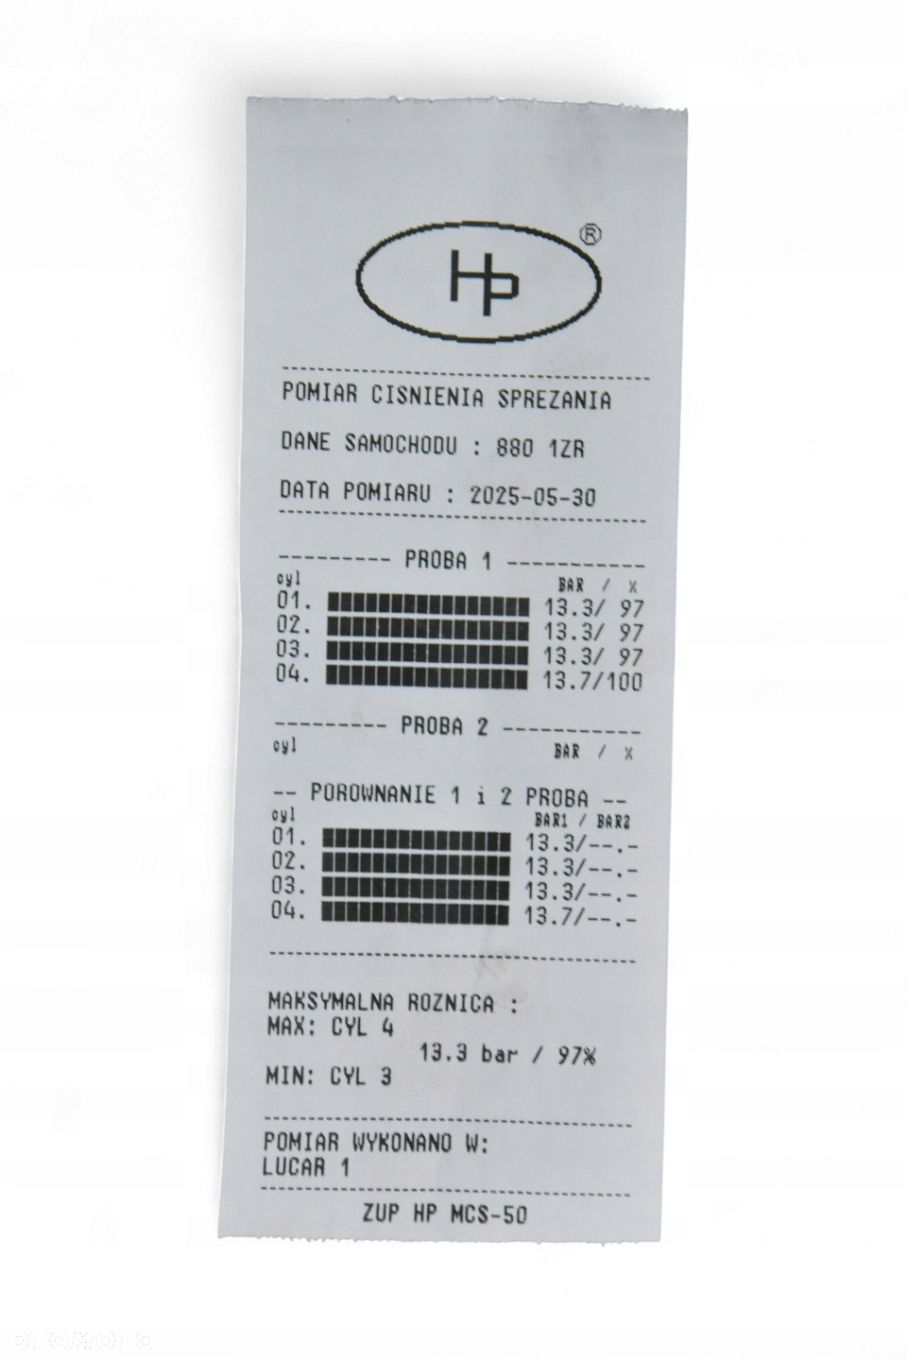 HP ®
POMIAR CISNIENIA SPREZANIA
DANE SAMOCHODU : 880 1ZR
DATA POMIARU : 2025-05-30
--------- PROBA 1 -----------
cyl BAR / %
01. 13.3/ 97
02. 13.3/ 97
03. 13.3/ 97
04. 13.7/100
--------- PROBA 2 -----------
cyl BAR / %
-- POROWNANIE 1 i 2 PROBA --
cyl BAR1 / BAR2
01. 13.3/--.-
02. 13.3/--.-
03. 13.3/--.-
04. 13.7/--.-
MAKSYMALNA ROZNICA :
MAX: CYL 4
13.3 bar / 97%
MIN: CYL 3
POMIAR WYKONANO W:
LUCAR 1
ZUP HP MCS-50